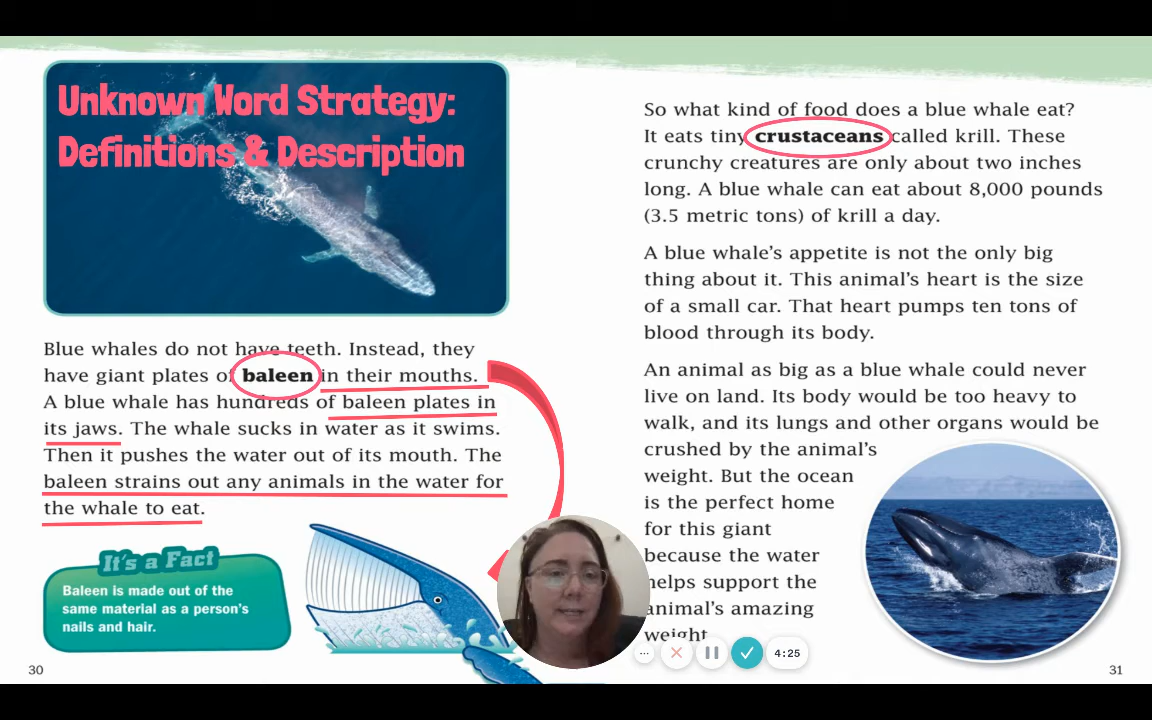 Unknown Word Strategy:
Definitions & Description
Blue whales do not have teeth. Instead, they
have giant plates of baleen in their mouths.
A blue whale has hundreds of baleen plates in
its jaws. The whale sucks in water as it swims.
Then it pushes the water out of its mouth. The
baleen strains out any animals in the water for
the whale to eat.
It's a Fact
Baleen is made out of the
same material as a person's
nails and hair.
30
So what kind of food does a blue whale eat?
It eats tiny crustaceans called krill. These
crunchy creatures are only about two inches
long. A blue whale can eat about 8,000 pounds
(3.5 metric tons) of krill a day.
A blue whale's appetite is not the only big
thing about it. This animal's heart is the size
of a small car. That heart pumps ten tons of
blood through its body.
An animal as big as a blue whale could never
live on land. Its body would be too heavy to
walk, and its lungs and other organs would be
crushed by the animal's
weight. But the ocean
is the perfect home
for this giant
because the water
helps support the
animal's amazing
weight
4:25
31